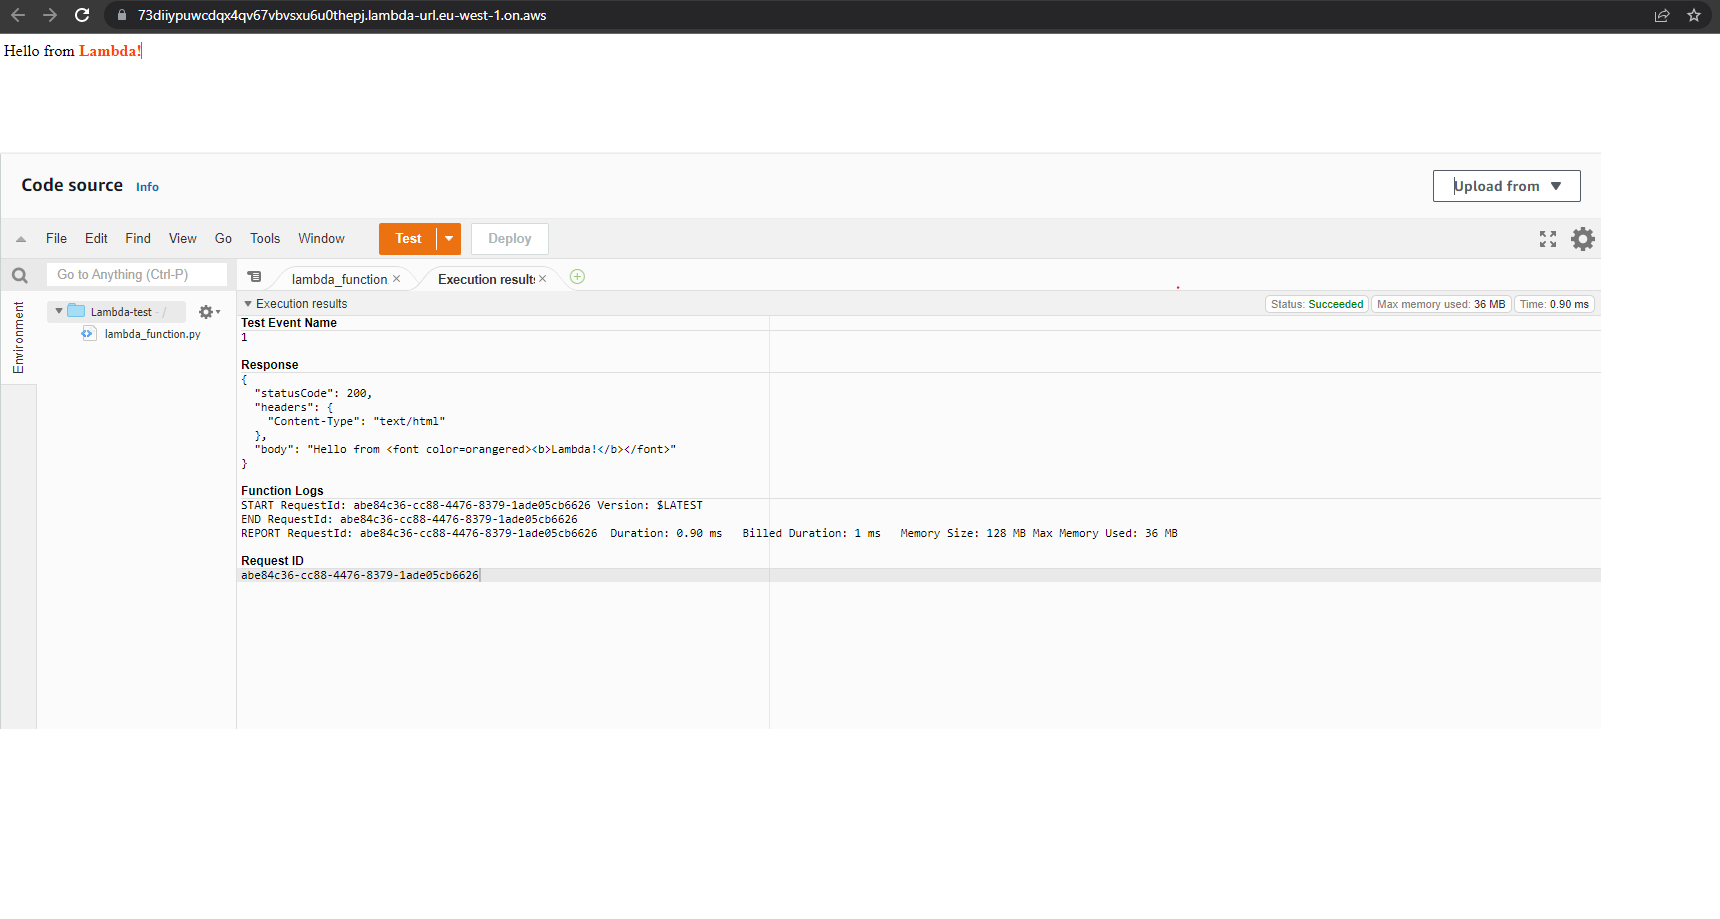 73diiypuwcdqx4qv67vbvsxu6u0thepj.lambda-url.eu-west-1.on.aws
Hello from Lambda!
Code source Info
Upload from
File Edit Find View Go Tools Window Test Deploy
Go to Anything (Ctrl-P)
lambda_function Execution results
Environment
Lambda-test - /
lambda_function.py
Execution results
Status: Succeeded Max memory used: 36 MB Time: 0.90 ms
Test Event Name
1
Response
{
  "statusCode": 200,
  "headers": {
    "Content-Type": "text/html"
  },
  "body": "Hello from <font color=orangered><b>Lambda!</b></font>"
}
Function Logs
START RequestId: abe84c36-cc88-4476-8379-1ade05cb6626 Version: $LATEST
END RequestId: abe84c36-cc88-4476-8379-1ade05cb6626
REPORT RequestId: abe84c36-cc88-4476-8379-1ade05cb6626 Duration: 0.90 ms Billed Duration: 1 ms Memory Size: 128 MB Max Memory Used: 36 MB
Request ID
abe84c36-cc88-4476-8379-1ade05cb6626